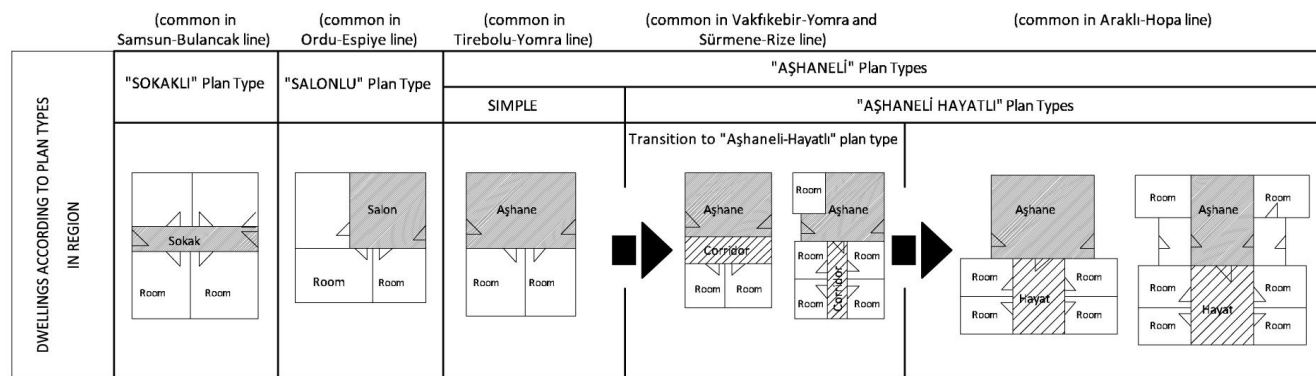 (common in
Samsun-Bulancak line)
(common in
Ordu-Espiye line)
(common in
Tirebolu-Yomra line)
(common in Vakfıkebir-Yomra and
Sürmene-Rize line)
(common in Araklı-Hopa line)
DWELLINGS ACCORDING TO PLAN TYPES
IN REGION
"SOKAKLI" Plan Type
"SALONLU" Plan Type
"AŞHANELİ" Plan Types
SIMPLE
"AŞHANELİ HAYATLI" Plan Types
Transition to "Aşhaneli-Hayatlı" plan type
Sokak
Room
Room
Salon
Room
Room
Aşhane
Room
Room
Aşhane
Corridor
Room
Room
Room
Aşhane
Room
Room
Corridor
Room
Room
Aşhane
Room
Room
Hayat
Room
Room
Room
Aşhane
Room
Room
Room
Hayat
Room
Room